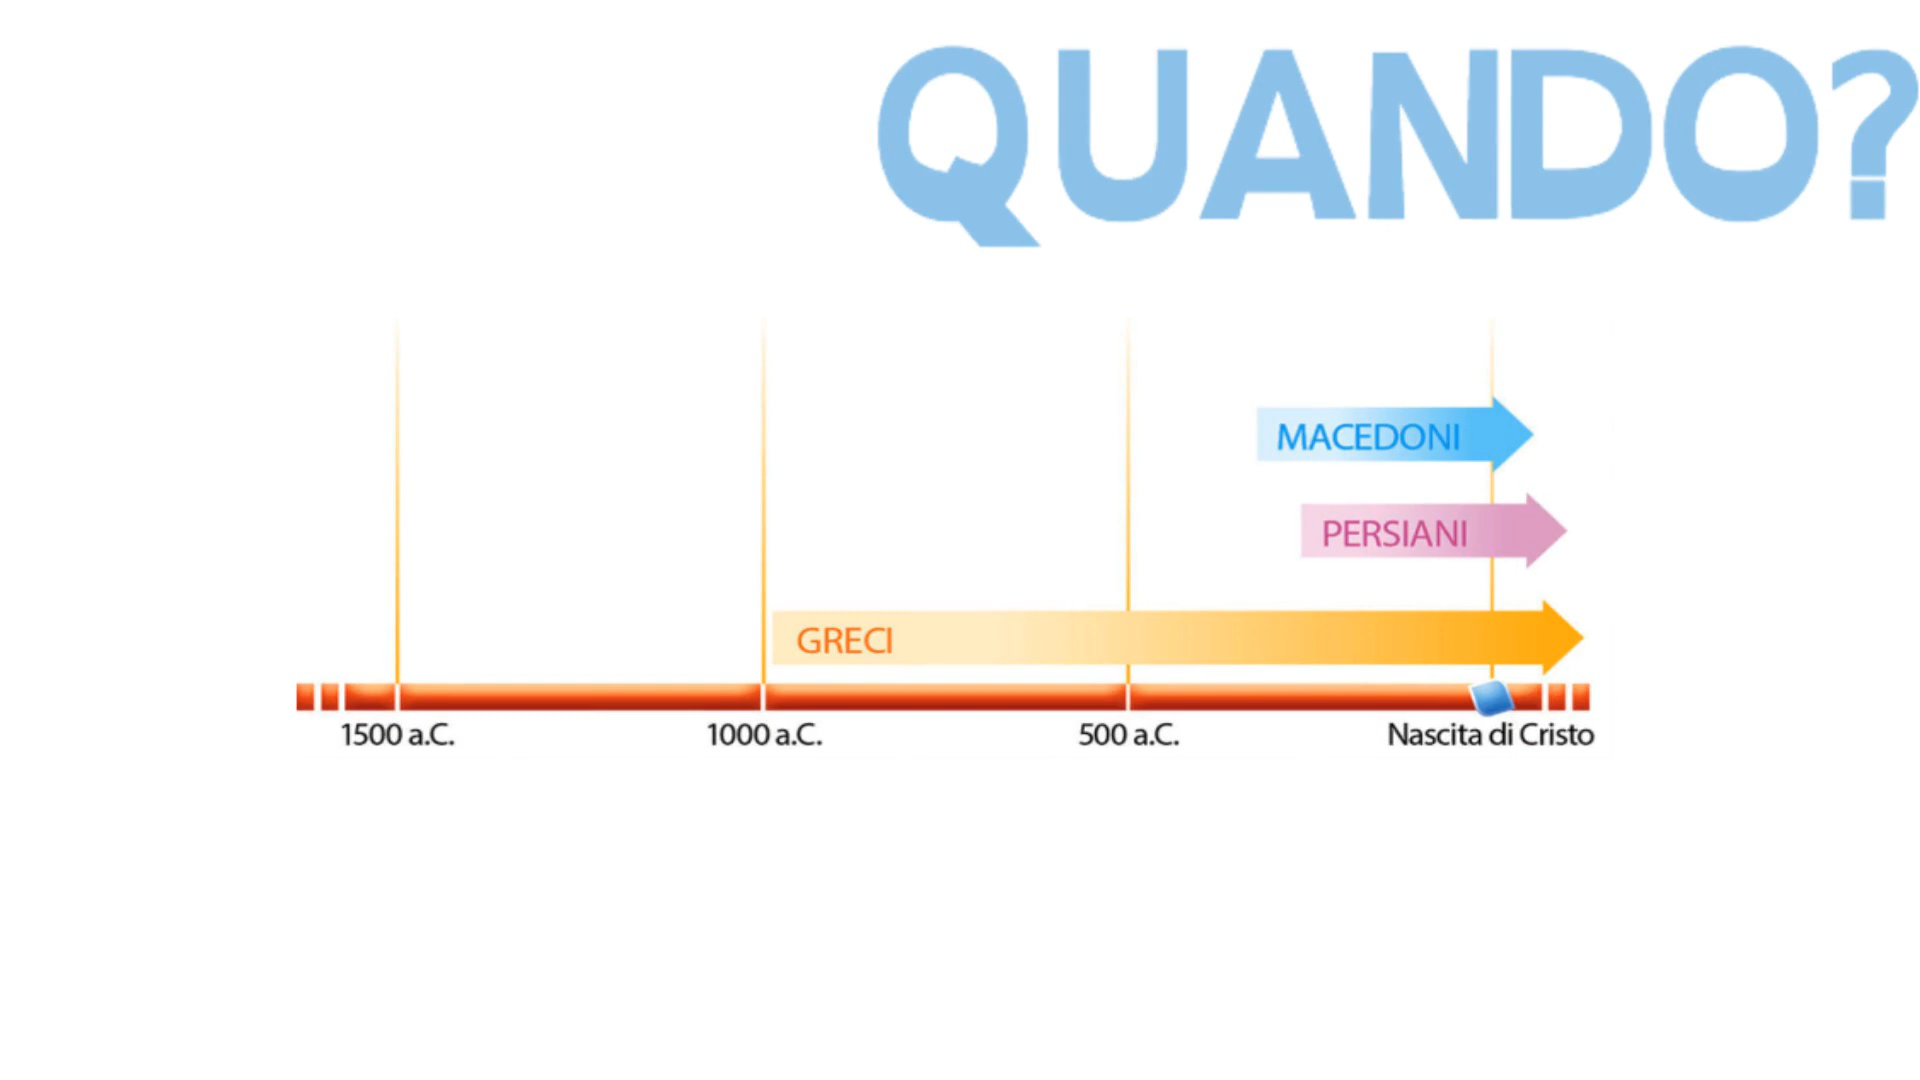 QUANDO?
MACEDONI
PERSIANI
GRECI
1500 a.C.
1000 a.C.
500 a.C.
Nascita di Cristo